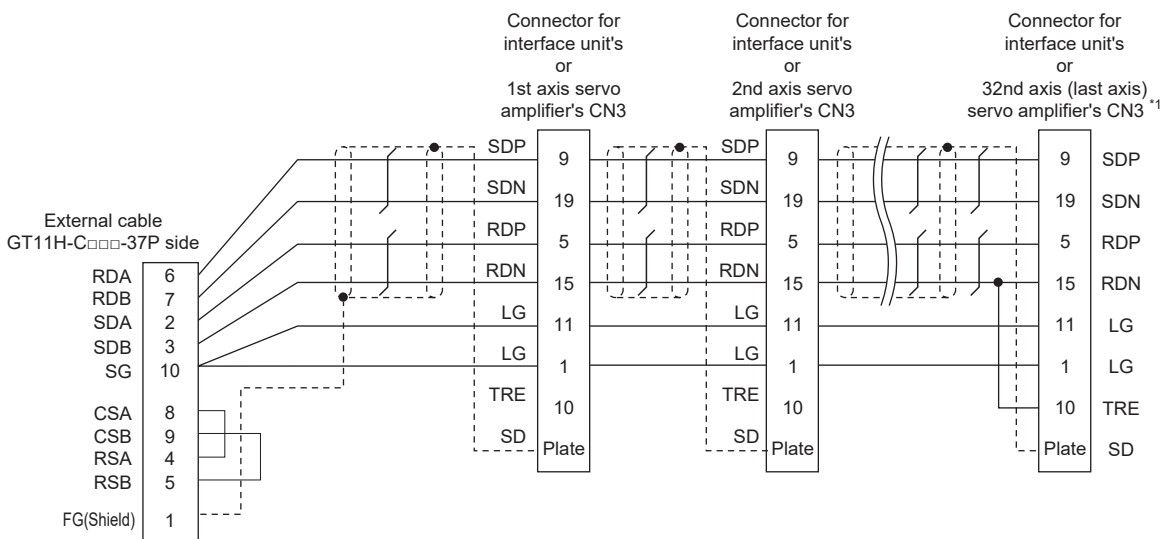 Connector for
interface unit's
or
1st axis servo
amplifier's CN3
Connector for
interface unit's
or
2nd axis servo
amplifier's CN3
Connector for
interface unit's
or
32nd axis (last axis)
servo amplifier's CN3 *1
External cable
GT11H-C□□□-37P side
RDA 6
RDB 7
SDA 2
SDB 3
SG 10
CSA 8
CSB 9
RSA 4
RSB 5
FG(Shield) 1
SDP 9
SDN 19
RDP 5
RDN 15
LG 11
LG 1
TRE 10
SD Plate
SDP 9
SDN 19
RDP 5
RDN 15
LG 11
LG 1
TRE 10
SD Plate
9 SDP
19 SDN
5 RDP
15 RDN
11 LG
1 LG
10 TRE
Plate SD